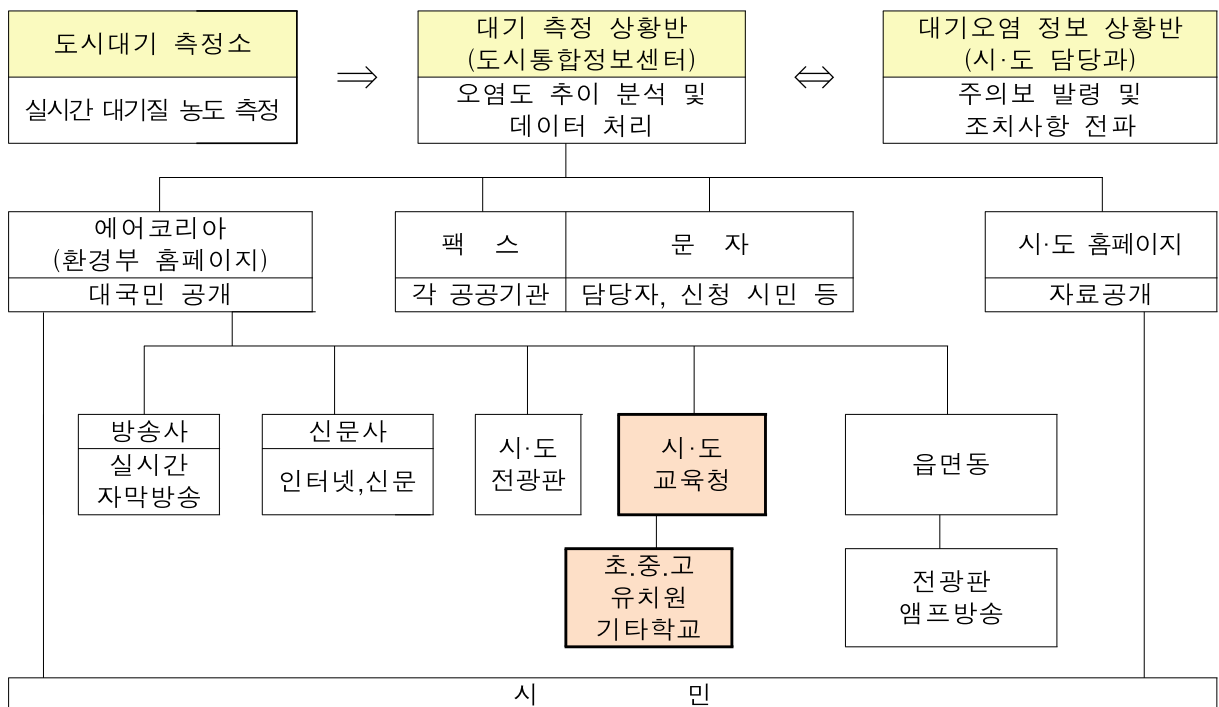 도시대기 측정소
실시간 대기질 농도 측정
⇒
대기 측정 상황반
(도시통합정보센터)
오염도 추이 분석 및
데이터 처리
⇔
대기오염 정보 상황반
(시·도 담당과)
주의보 발령 및
조치사항 전파
에어코리아
(환경부 홈페이지)
대국민 공개
팩 스
각 공공기관
문 자
담당자, 신청 시민 등
시·도 홈페이지
자료공개
방송사
실시간
자막방송
신문사
인터넷,신문
시·도
전광판
시·도
교육청
읍면동
초.중.고
유치원
기타학교
전광판
앰프방송
시 민